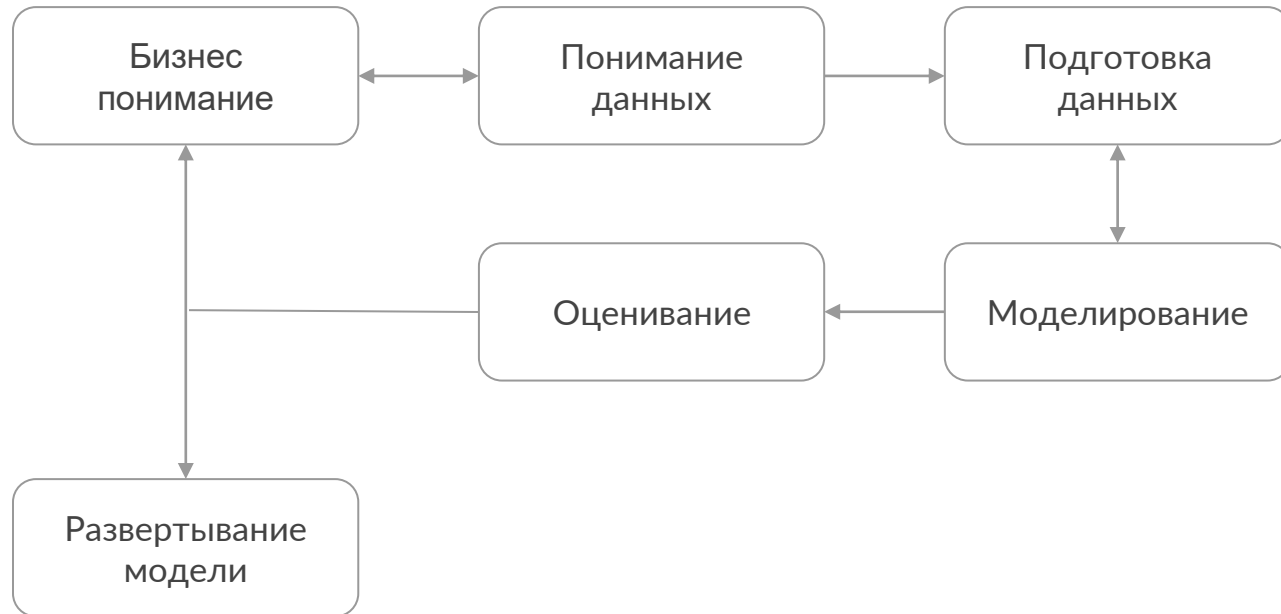 Бизнес
понимание
Понимание
данных
Подготовка
данных
Оценивание
Моделирование
Развертывание
модели